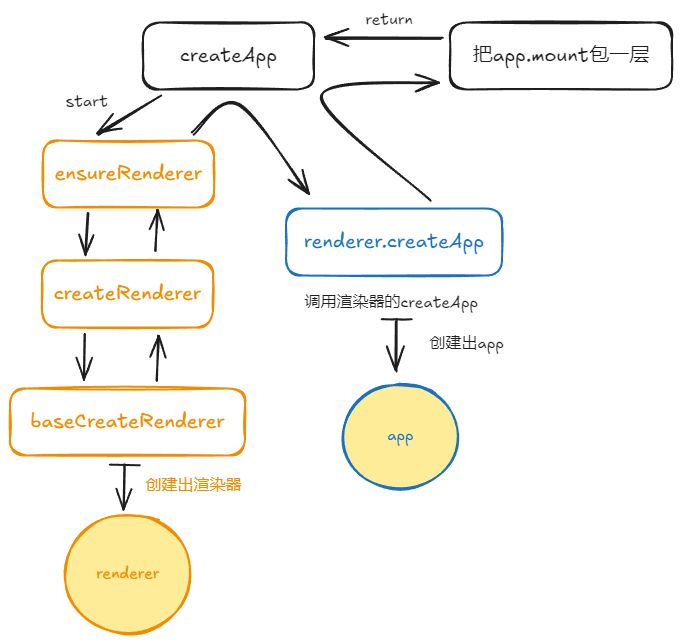 return
createApp
把app.mount包一层
start
ensureRenderer
renderer.createApp
createRenderer
调用渲染器的createApp
创建出app
baseCreateRenderer
app
创建出渲染器
renderer